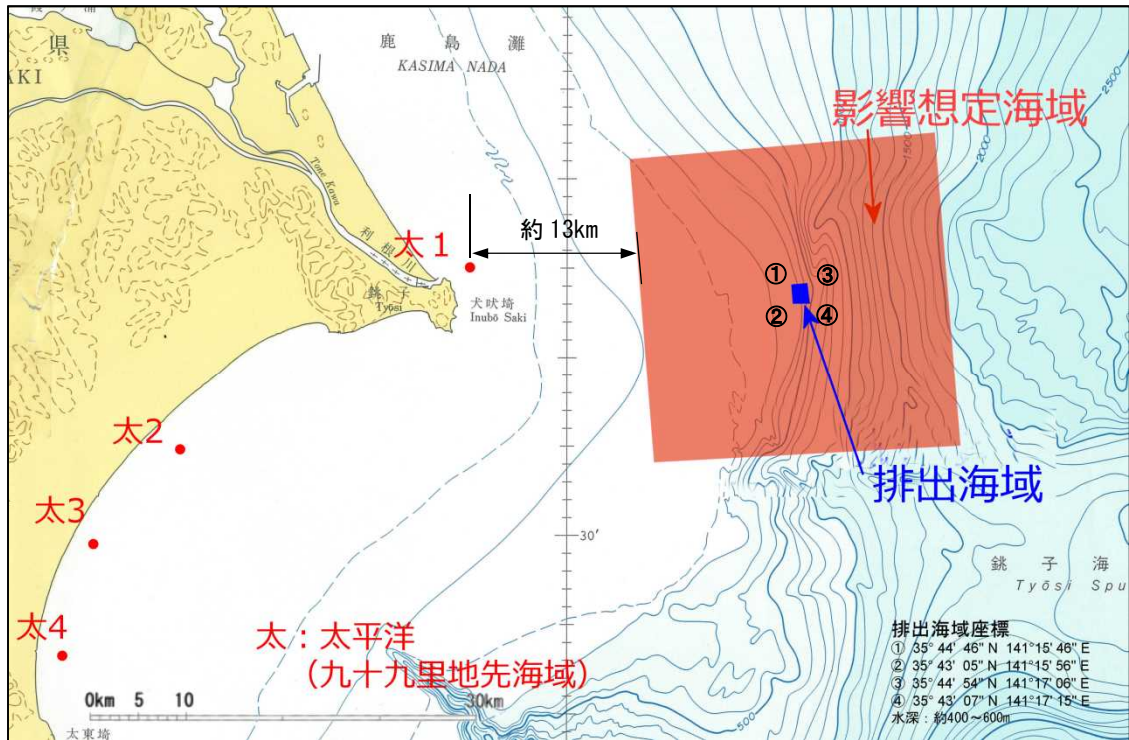 県
AKI
鹿島灘
KASIMA NADA
2500
影響想定海域
1500
2000
Tone Kawa
利根川
約13km
太1
銚子
Tyōsi
犬吠埼
Inubō Saki
① ③
② ④
太2
排出海域
太3
30'
銚子海
Tyōsi Spu
太4
太：太平洋
（九十九里地先海域）
排出海域座標
① 35° 44' 46" N 141°15' 46" E
② 35° 43' 05" N 141°15' 56" E
③ 35° 44' 54" N 141°17' 06" E
④ 35° 43' 07" N 141°17' 15" E
水深：約400～600m
0km 5 10 30km
500
太東埼